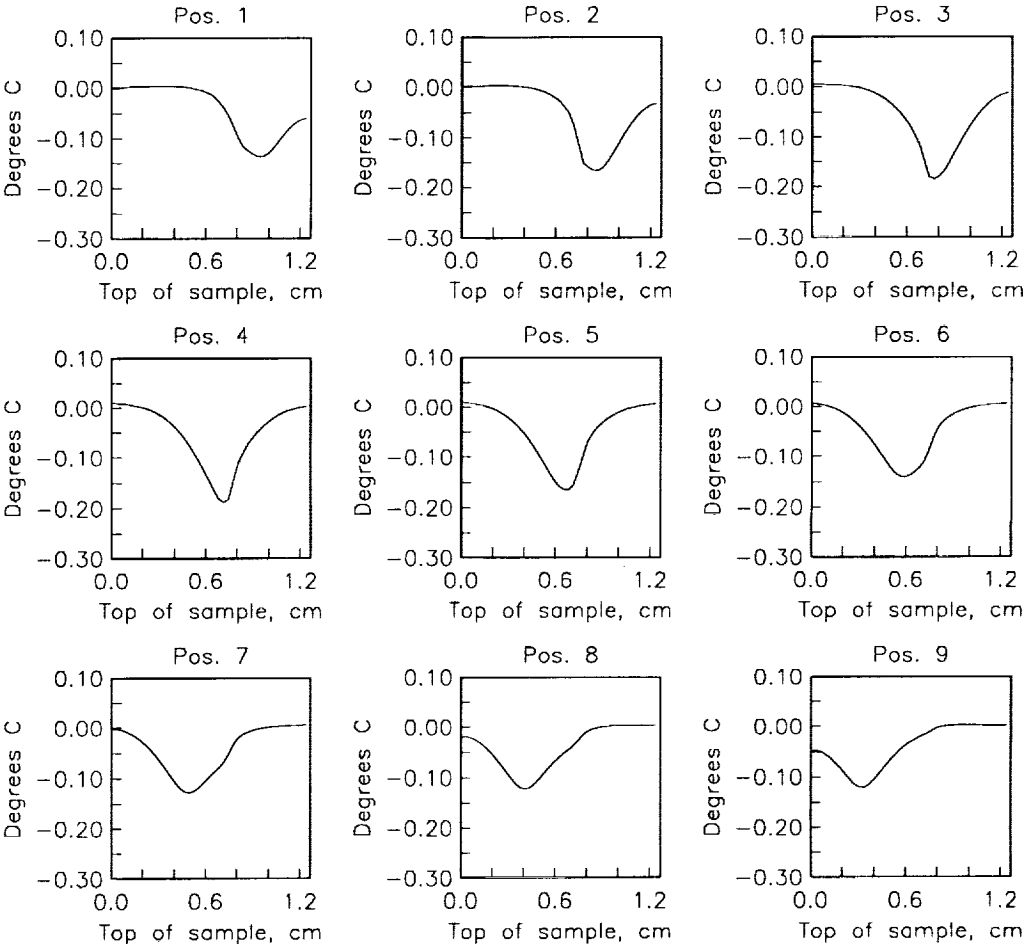 Pos. 1 Pos. 2 Pos. 3
0.10 0.10 0.10
0.00 0.00 0.00
−0.10 −0.10 −0.10
−0.20 −0.20 −0.20
−0.30 −0.30 −0.30
Degrees C Degrees C Degrees C
0.0 0.6 1.2 0.0 0.6 1.2 0.0 0.6 1.2
Top of sample, cm Top of sample, cm Top of sample, cm
Pos. 4 Pos. 5 Pos. 6
0.10 0.10 0.10
0.00 0.00 0.00
−0.10 −0.10 −0.10
−0.20 −0.20 −0.20
−0.30 −0.30 −0.30
Degrees C Degrees C Degrees C
0.0 0.6 1.2 0.0 0.6 1.2 0.0 0.6 1.2
Top of sample, cm Top of sample, cm Top of sample, cm
Pos. 7 Pos. 8 Pos. 9
0.10 0.10 0.10
0.00 0.00 0.00
−0.10 −0.10 −0.10
−0.20 −0.20 −0.20
−0.30 −0.30 −0.30
Degrees C Degrees C Degrees C
0.0 0.6 1.2 0.0 0.6 1.2 0.0 0.6 1.2
Top of sample, cm Top of sample, cm Top of sample, cm